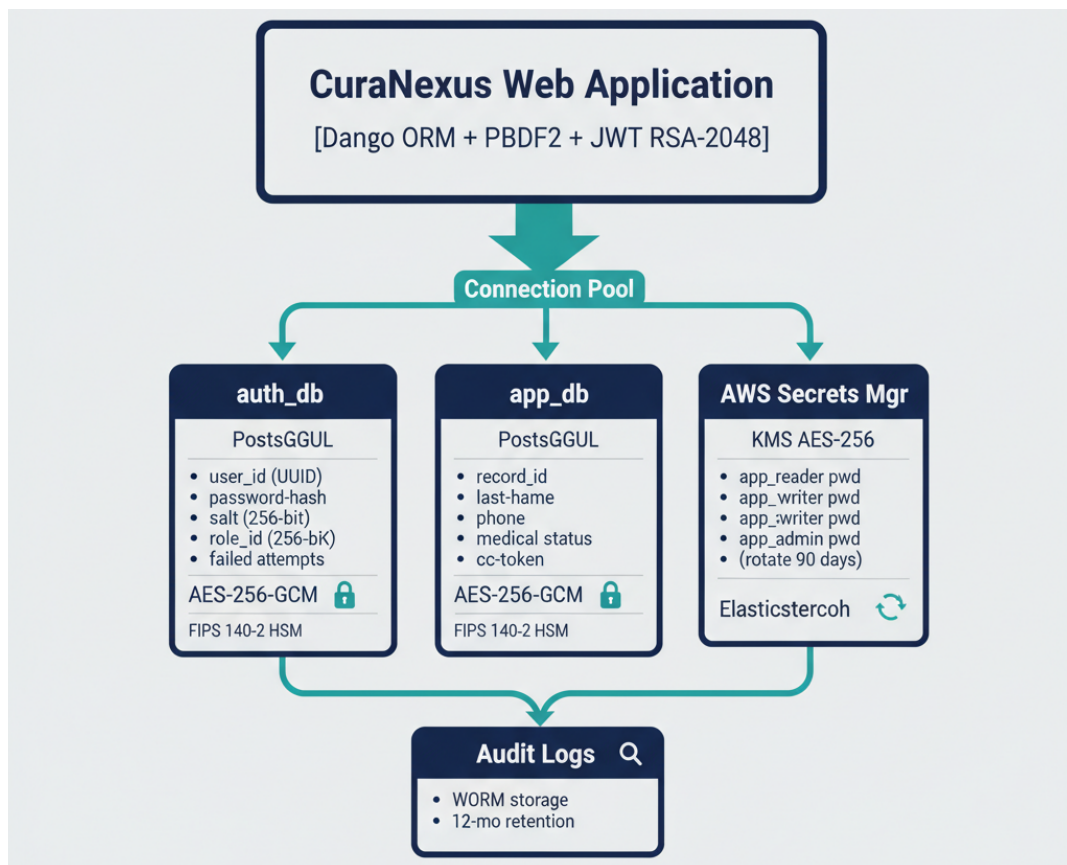 CuraNexus Web Application
[Dango ORM + PBDF2 + JWT RSA-2048]
Connection Pool
auth_db
PostsGGUL
• user_id (UUID)
• password-hash
• salt (256-bit)
• role_id (256-bK)
• failed attempts
AES-256-GCM
FIPS 140-2 HSM
app_db
PostsGGUL
• record_id
• last-hame
• phone
• medical status
• cc-token
AES-256-GCM
FIPS 140-2 HSM
AWS Secrets Mgr
KMS AES-256
• app_reader pwd
• app_writer pwd
• app_:writer pwd
• app_admin pwd
• (rotate 90 days)
Elasticstercoh
Audit Logs
• WORM storage
• 12-mo retention